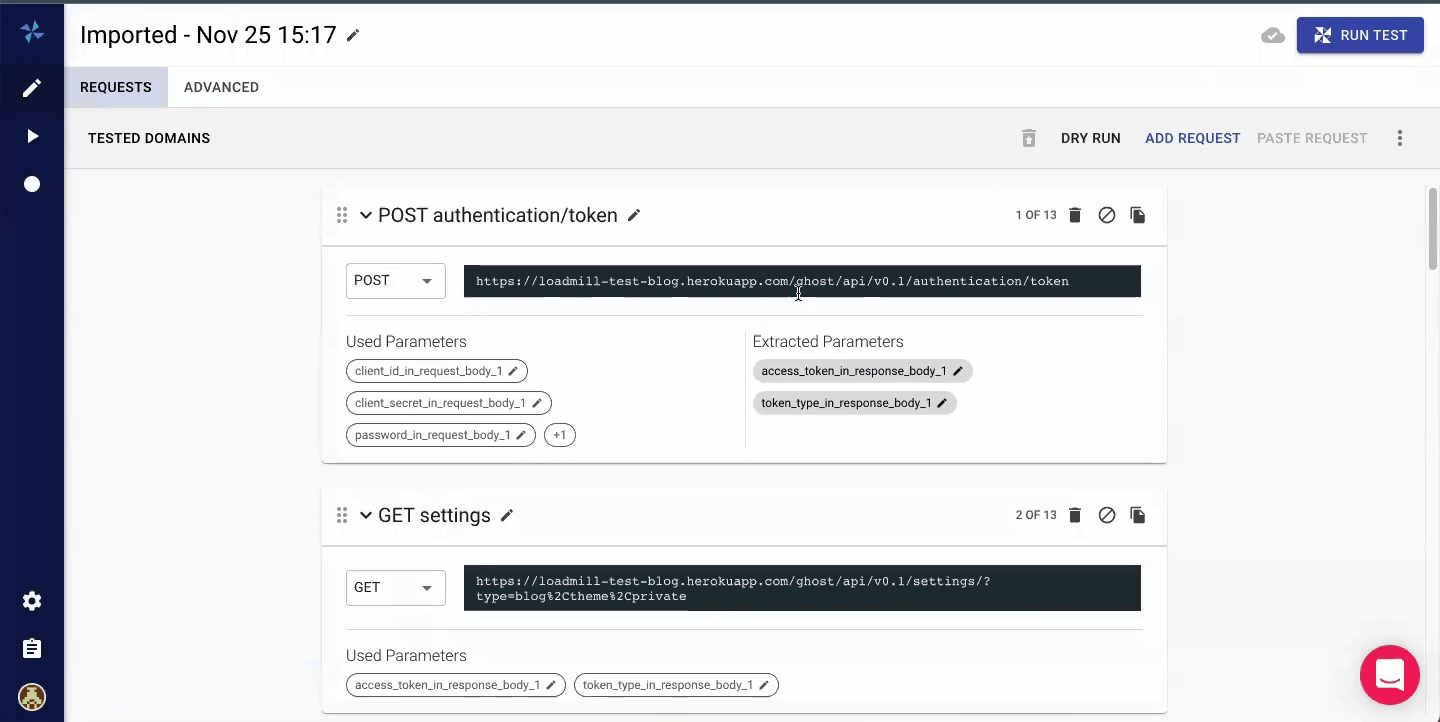 Imported - Nov 25 15:17
RUN TEST
REQUESTS
ADVANCED
TESTED DOMAINS
DRY RUN
ADD REQUEST
PASTE REQUEST
POST authentication/token
1 OF 13
POST
https://loadmill-test-blog.herokuapp.com/ghost/api/v0.1/authentication/token
Used Parameters
client_id_in_request_body_1
client_secret_in_request_body_1
password_in_request_body_1
+1
Extracted Parameters
access_token_in_response_body_1
token_type_in_response_body_1
GET settings
2 OF 13
GET
https://loadmill-test-blog.herokuapp.com/ghost/api/v0.1/settings/?
type=blog%2Ctheme%2Cprivate
Used Parameters
access_token_in_response_body_1
token_type_in_response_body_1